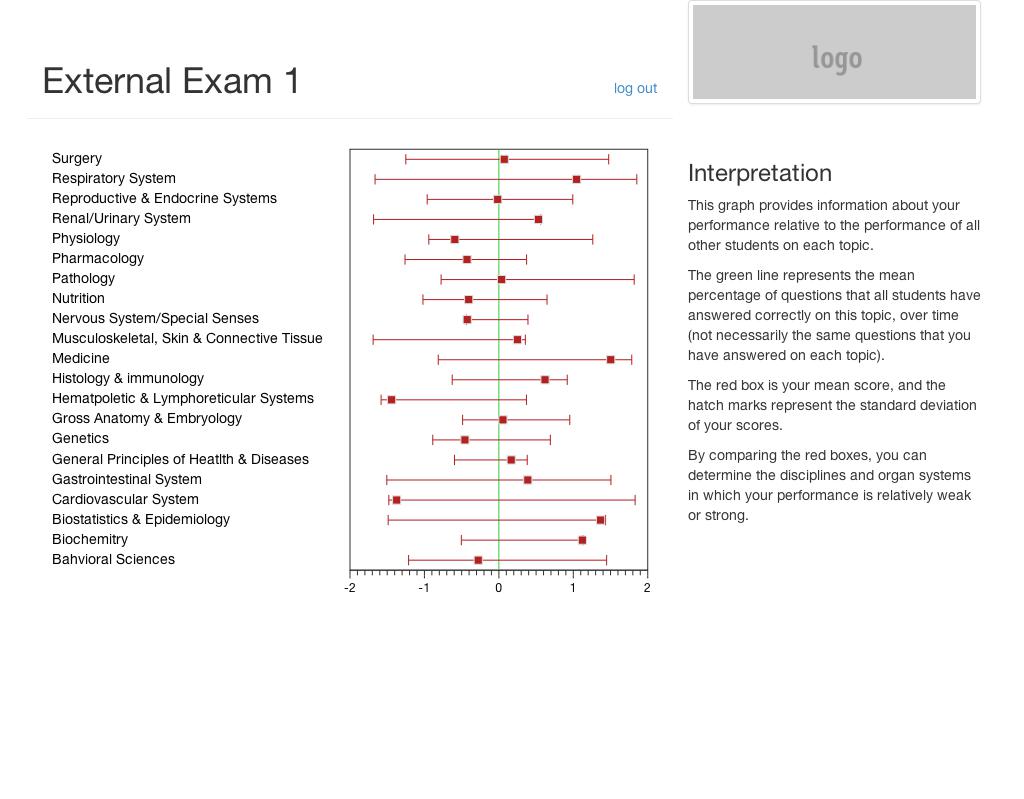 logo
External Exam 1
log out
Surgery
Respiratory System
Reproductive & Endocrine Systems
Renal/Urinary System
Physiology
Pharmacology
Pathology
Nutrition
Nervous System/Special Senses
Musculoskeletal, Skin & Connective Tissue
Medicine
Histology & immunology
Hematpoletic & Lymphoreticular Systems
Gross Anatomy & Embryology
Genetics
General Principles of Heatlth & Diseases
Gastrointestinal System
Cardiovascular System
Biostatistics & Epidemiology
Biochemistry
Bahvioral Sciences
-2 -1 0 1 2
Interpretation
This graph provides information about your
performance relative to the performance of all
other students on each topic.
The green line represents the mean
percentage of questions that all students have
answered correctly on this topic, over time
(not necessarily the same questions that you
have answered on each topic).
The red box is your mean score, and the
hatch marks represent the standard deviation
of your scores.
By comparing the red boxes, you can
determine the disciplines and organ systems
in which your performance is relatively weak
or strong.